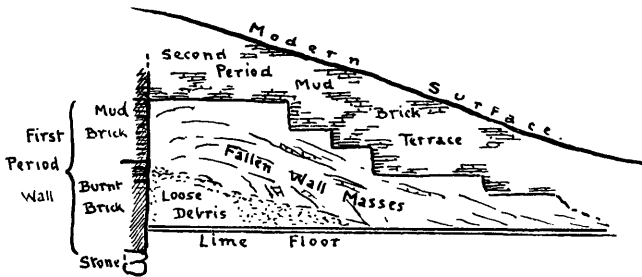 Modern Surface.
Second Period Mud Brick Terrace
First Period Wall
Mud Brick
Burnt Brick
Stone
Fallen Wall Masses
Loose Debris
Lime Floor